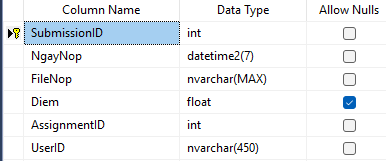 Column Name Data Type Allow Nulls
SubmissionID int
NgayNop datetime2(7)
FileNop nvarchar(MAX)
Diem float
AssignmentID int
UserID nvarchar(450)